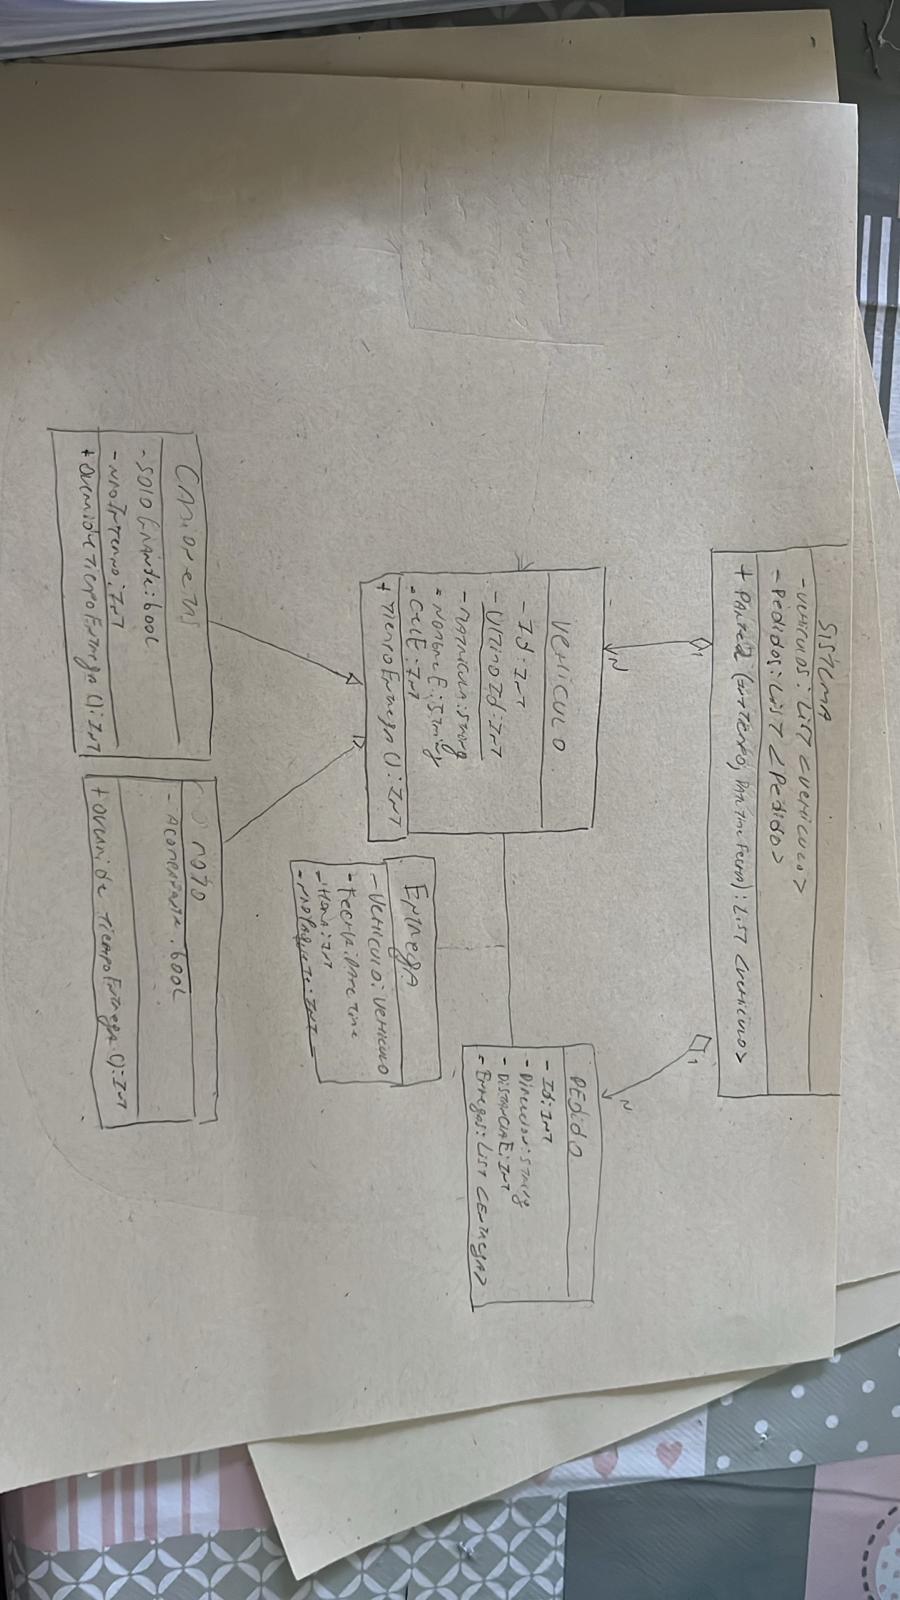 SISTEMA
- VEHICULOS: LIST <VEHICULO>
- Pedidos: LIST <Pedido>
+ PARTE2 (INT TIEMPO, DATETIME FECHA): LIST <VEHICULO>
1
1
N
N
VEHICULO
- Id: INT
- ULTIMO Id: INT
- MATRICULA: STRING
- NOMBRE E: STRING
- CELE: INT
+ TIEMPO ENTREGA (): INT
PEDIDO
- Id: INT
- DIRECCION: STRING
- DISTANCIA E: INT
- ENTREGAS: LIST <ENTREGA>
ENTREGA
- VEHICULO: VEHICULO
- FECHA: DATE TIME
- HORA: INT
- NRO PAQUETE: INT
CAMIONETAS
- SOLO GRANDE: bool
- NRO INTERNO: INT
+ OVERRIDE TIEMPO ENTREGA (): INT
MOTO
- ACOMPAÑANTE: bool
+ OVERRIDE TIEMPO ENTREGA (): INT